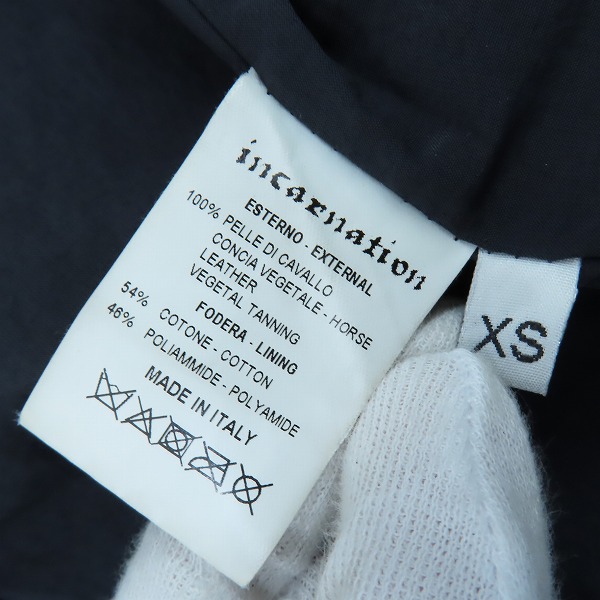 incarnation
ESTERNO - EXTERNAL
100% PELLE DI CAVALLO
CONCIA VEGETALE - HORSE
LEATHER
VEGETAL TANNING
FODERA - LINING
54% COTONE - COTTON
46% POLIAMMIDE - POLYAMIDE
MADE IN ITALY
XS